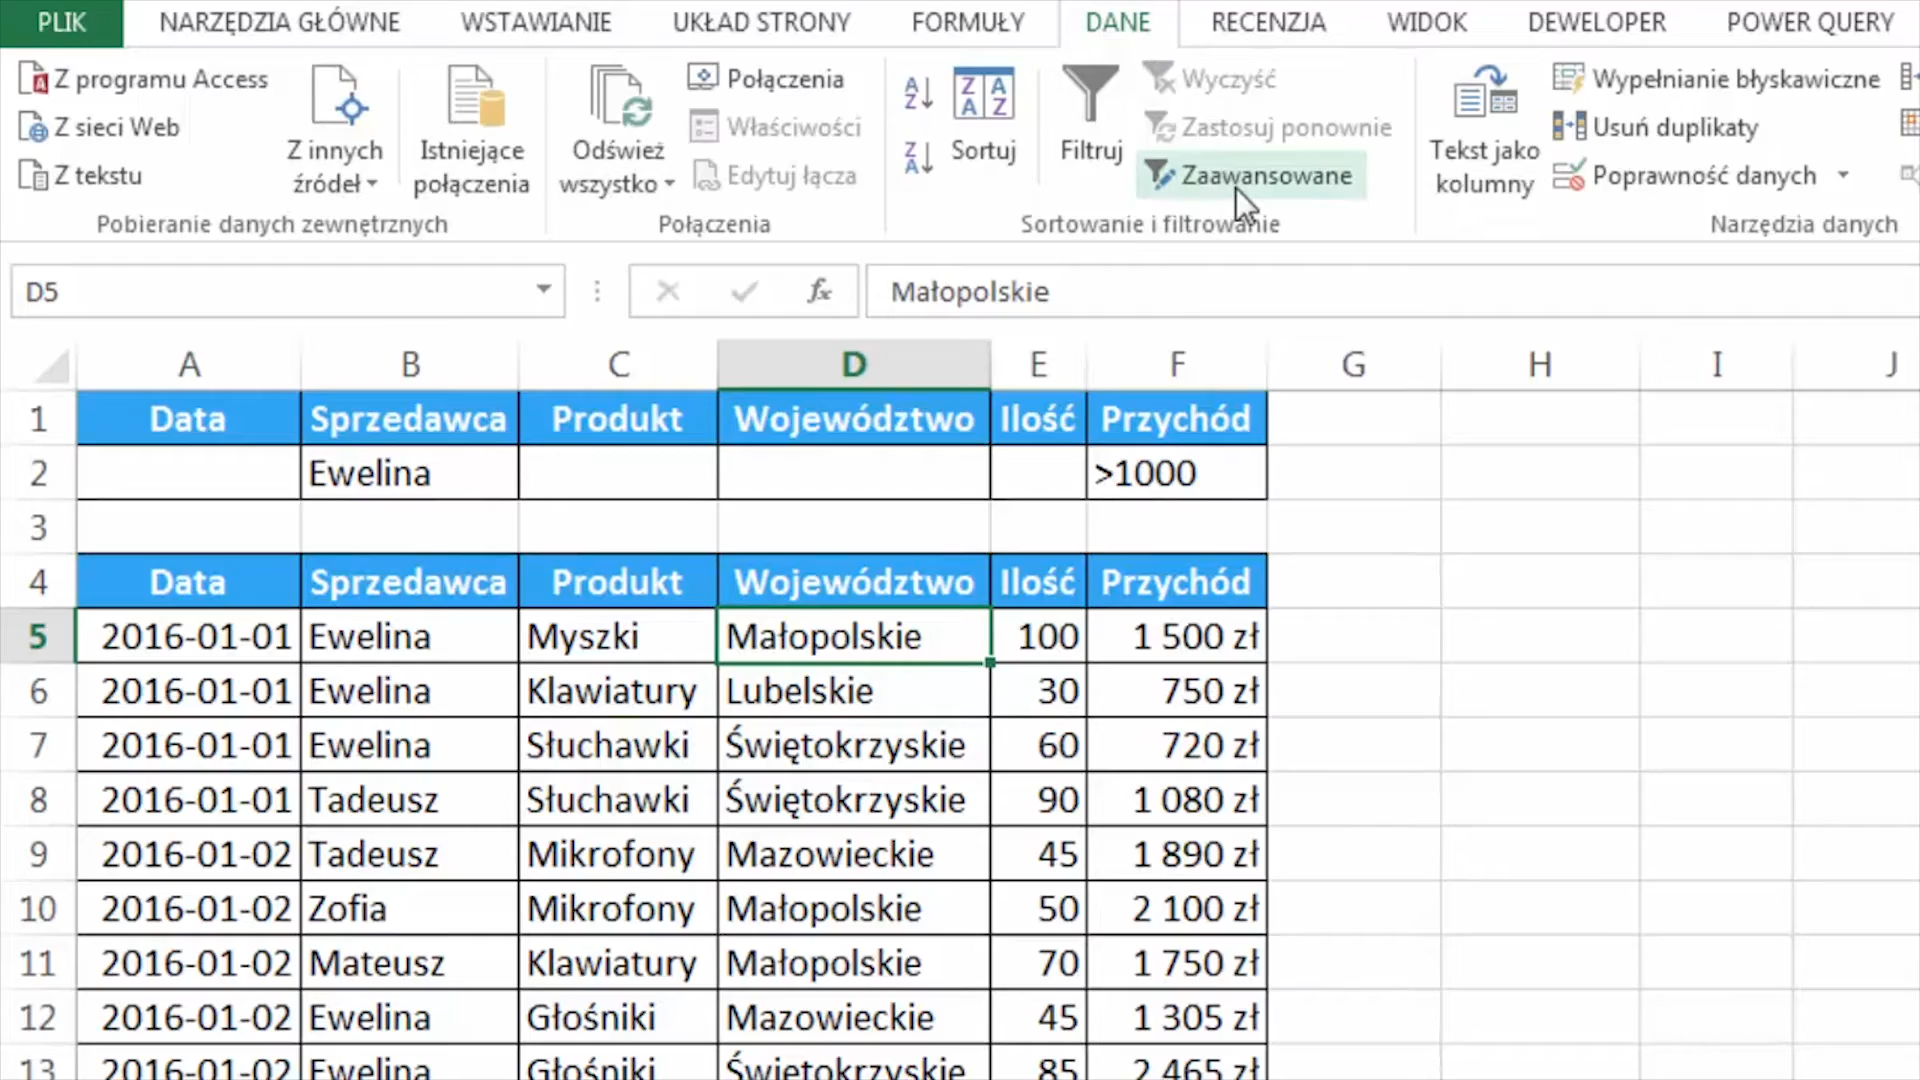 PLIK NARZĘDZIA GŁÓWNE WSTAWIANIE UKŁAD STRONY FORMUŁY DANE RECENZJA WIDOK DEWELOPER POWER QUERY
Z programu Access
Z sieci Web
Z tekstu
Z innych
źródeł
Istniejące
połączenia
Pobieranie danych zewnętrznych
Odśwież
wszystko
Połączenia
Właściwości
Edytuj łącza
Połączenia
Sortuj
Filtruj
Wyczyść
Zastosuj ponownie
Zaawansowane
Sortowanie i filtrowanie
Tekst jako
kolumny
Wypełnianie błyskawiczne
Usuń duplikaty
Poprawność danych
Narzędzia danych
D5 fx Małopolskie
A B C D E F G H I J
1 Data Sprzedawca Produkt Województwo Ilość Przychód
2 Ewelina >1000
3
4 Data Sprzedawca Produkt Województwo Ilość Przychód
5 2016-01-01 Ewelina Myszki Małopolskie 100 1 500 zł
6 2016-01-01 Ewelina Klawiatury Lubelskie 30 750 zł
7 2016-01-01 Ewelina Słuchawki Świętokrzyskie 60 720 zł
8 2016-01-01 Tadeusz Słuchawki Świętokrzyskie 90 1 080 zł
9 2016-01-02 Tadeusz Mikrofony Mazowieckie 45 1 890 zł
10 2016-01-02 Zofia Mikrofony Małopolskie 50 2 100 zł
11 2016-01-02 Mateusz Klawiatury Małopolskie 70 1 750 zł
12 2016-01-02 Ewelina Głośniki Mazowieckie 45 1 305 zł
13 2016-01-02 Ewelina Głośniki Świętokrzyskie 85 2 465 zł